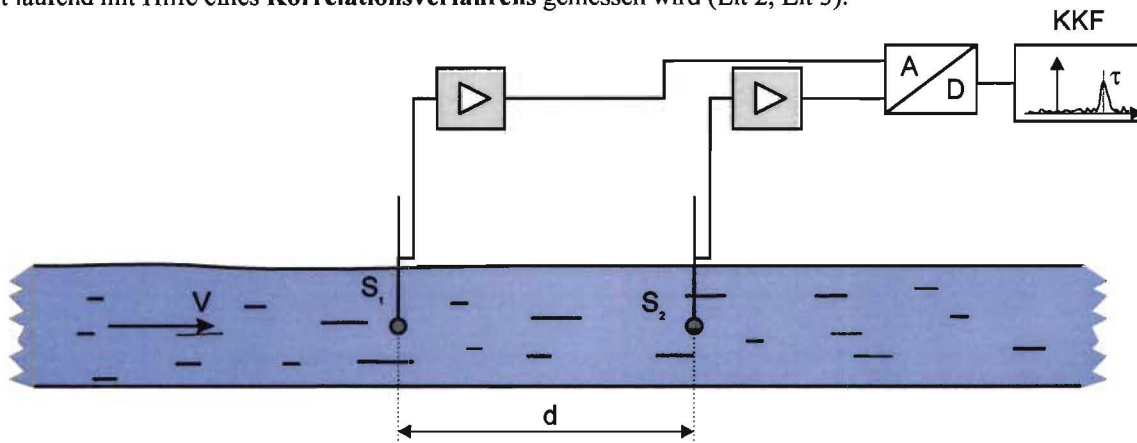 laufend mit Hilfe eines Korrelationsverfahrens gemessen wird (Lit 2, Lit 3).
KKF
A
D
τ
S₁
V
S₂
d